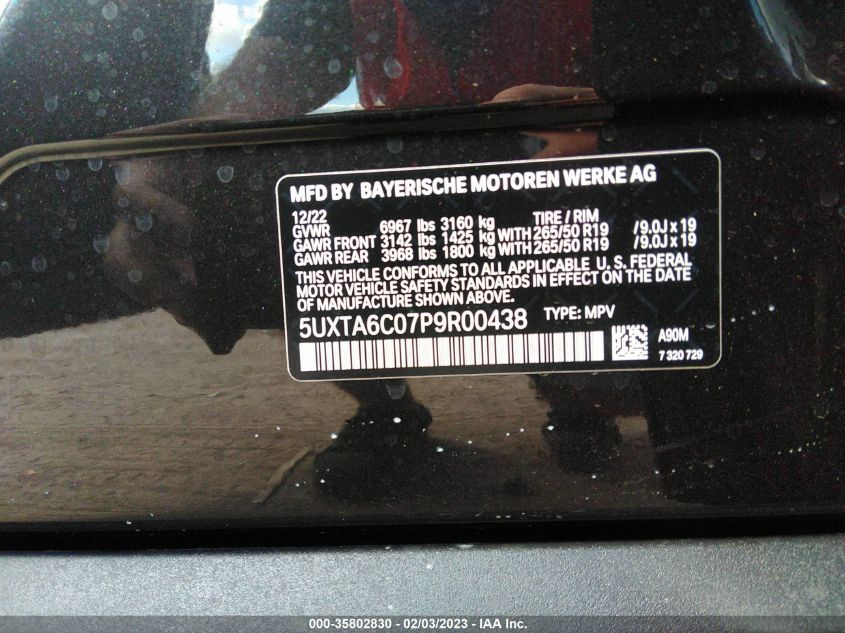 MFD BY BAYERISCHE MOTOREN WERKE AG
12/22 TIRE / RIM
GVWR 6967 lbs 3160 kg
GAWR FRONT 3142 lbs 1425 kg WITH 265/50 R19 /9.0J x 19
GAWR REAR 3968 lbs 1800 kg WITH 265/50 R19 /9.0J x 19
THIS VEHICLE CONFORMS TO ALL APPLICABLE U.S. FEDERAL
MOTOR VEHICLE SAFETY STANDARDS IN EFFECT ON THE DATE
OF MANUFACTURE SHOWN ABOVE.
5UXTA6C07P9R00438 TYPE: MPV
A90M
7 320 729
000-35802830 - 02/03/2023 - IAA Inc.